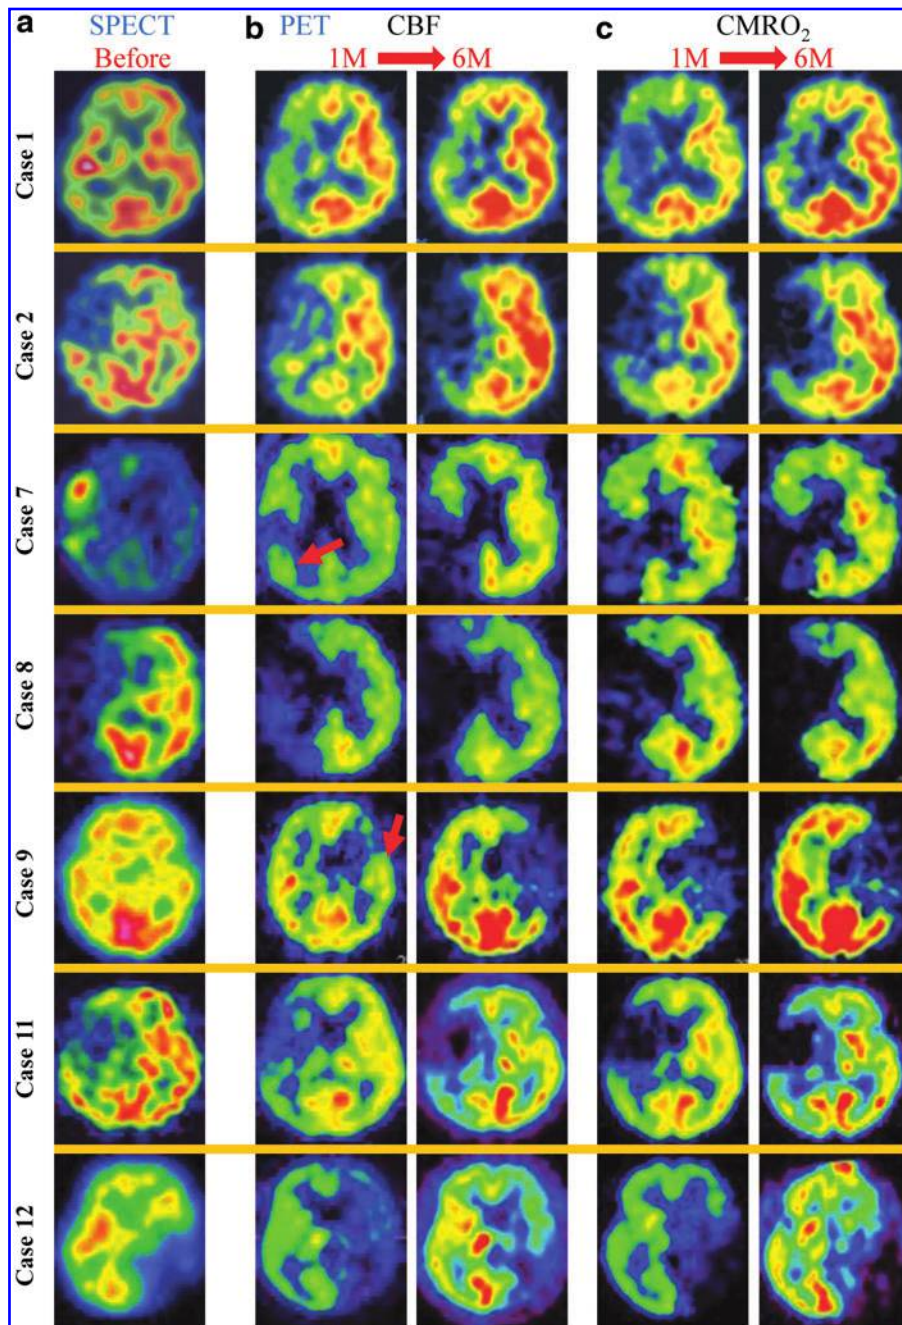 a SPECT b PET CBF c CMRO₂
Before 1M 6M 1M 6M
Case 1
Case 2
Case 7
Case 8
Case 9
Case 11
Case 12